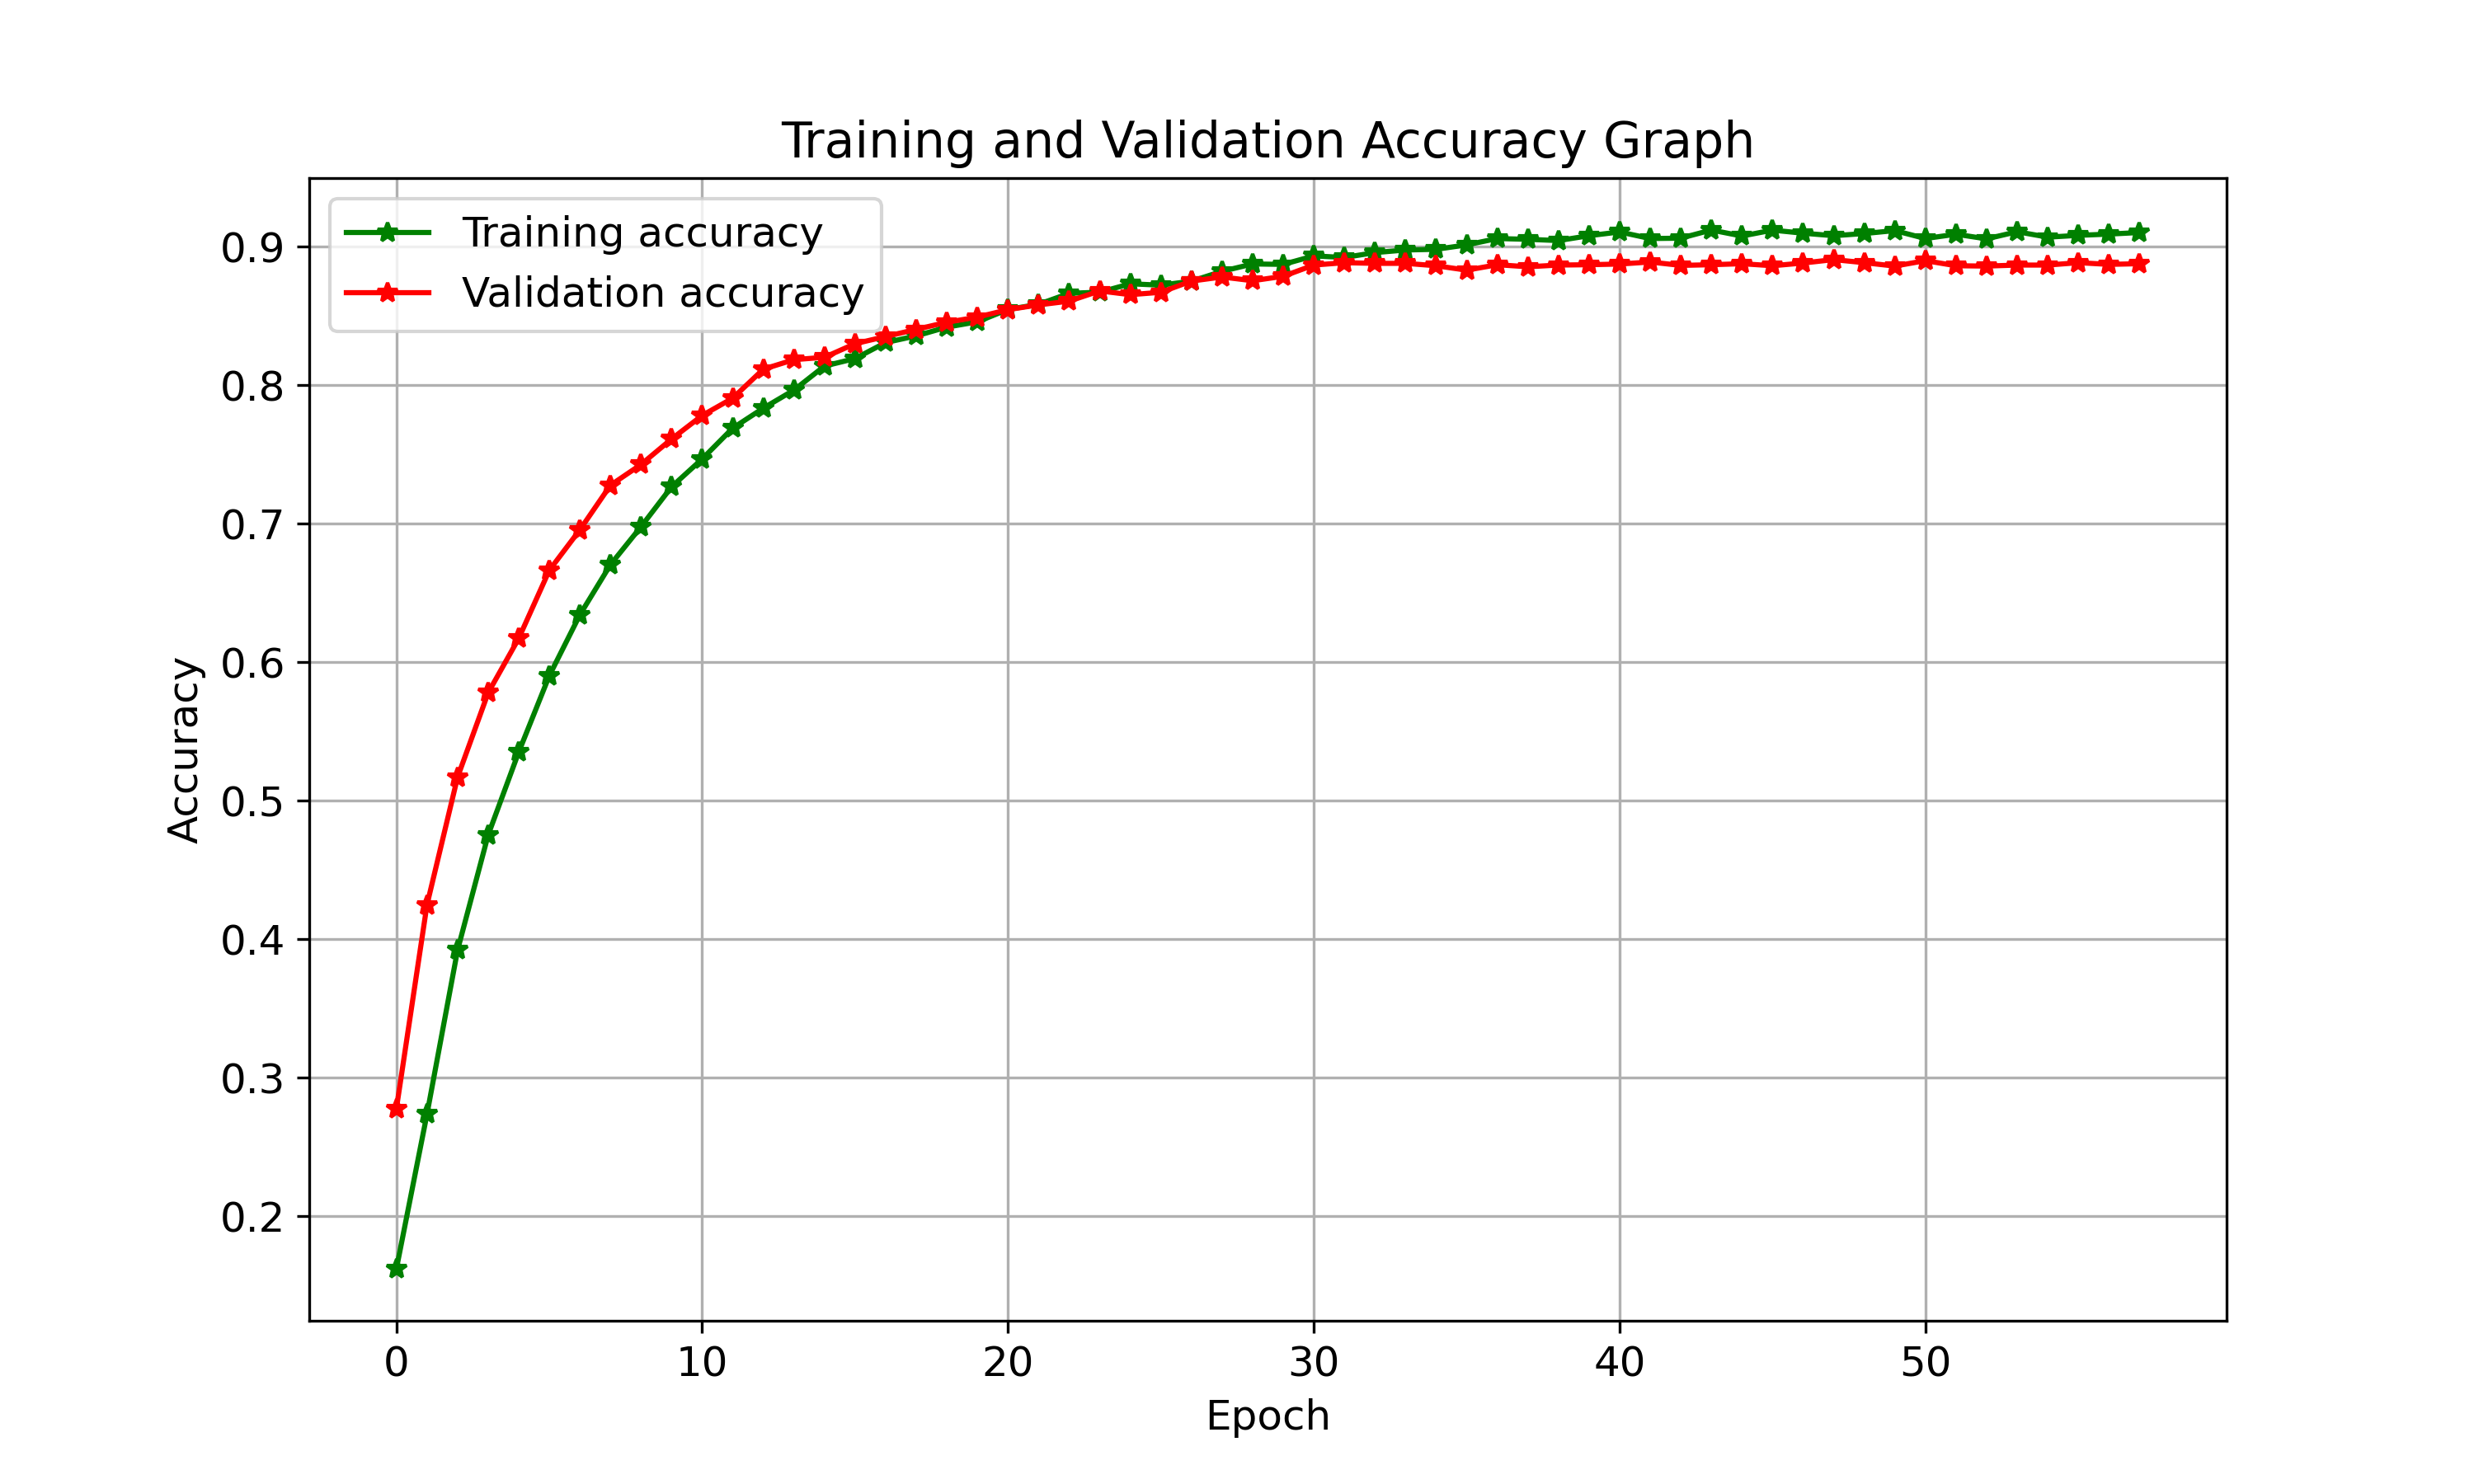 Training and Validation Accuracy Graph
Training accuracy
Validation accuracy
Accuracy
0.9
0.8
0.7
0.6
0.5
0.4
0.3
0.2
0 10 20 30 40 50
Epoch